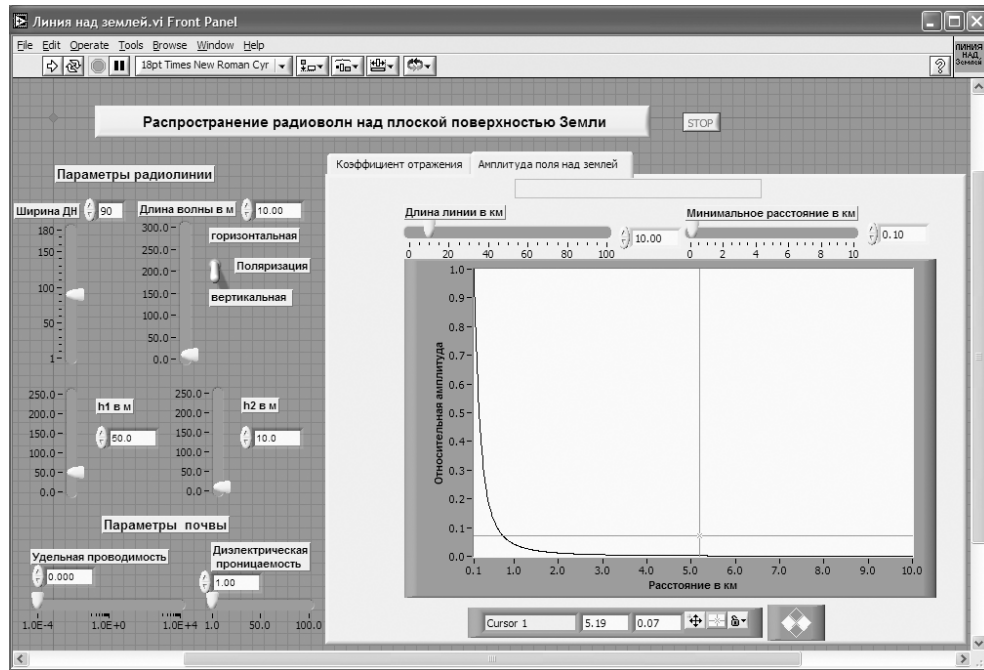 Линия над землей.vi Front Panel
File Edit Operate Tools Browse Window Help
18pt Times New Roman Cyr
ЛИНИЯ
НАД
Землей
Распространение радиоволн над плоской поверхностью Земли
STOP
Параметры радиолинии
Ширина ДН 90 Длина волны в м 10.00
180
150
100
50
1
300.0
250.0
200.0
150.0
100.0
50.0
0.0
горизонтальная
Поляризация
вертикальная
250.0
200.0
150.0
100.0
50.0
0.0
h1 в м
50.0
250.0
200.0
150.0
100.0
50.0
0.0
h2 в м
10.0
Параметры почвы
Удельная проводимость
0.000
1.0E-4 1.0E+0 1.0E+4
Диэлектрическая
проницаемость
1.00
1.0 50.0 100.0
Коэффициент отражения Амплитуда поля над землей
Длина линии в км
10.00
0 20 40 60 80 100
Минимальное расстояние в км
0.10
0 2 4 6 8 10
Относительная амплитуда
1.0
0.9
0.8
0.7
0.6
0.5
0.4
0.3
0.2
0.1
0.0
0.1 1.0 2.0 3.0 4.0 5.0 6.0 7.0 8.0 9.0 10.0
Расстояние в км
Cursor 1 5.19 0.07